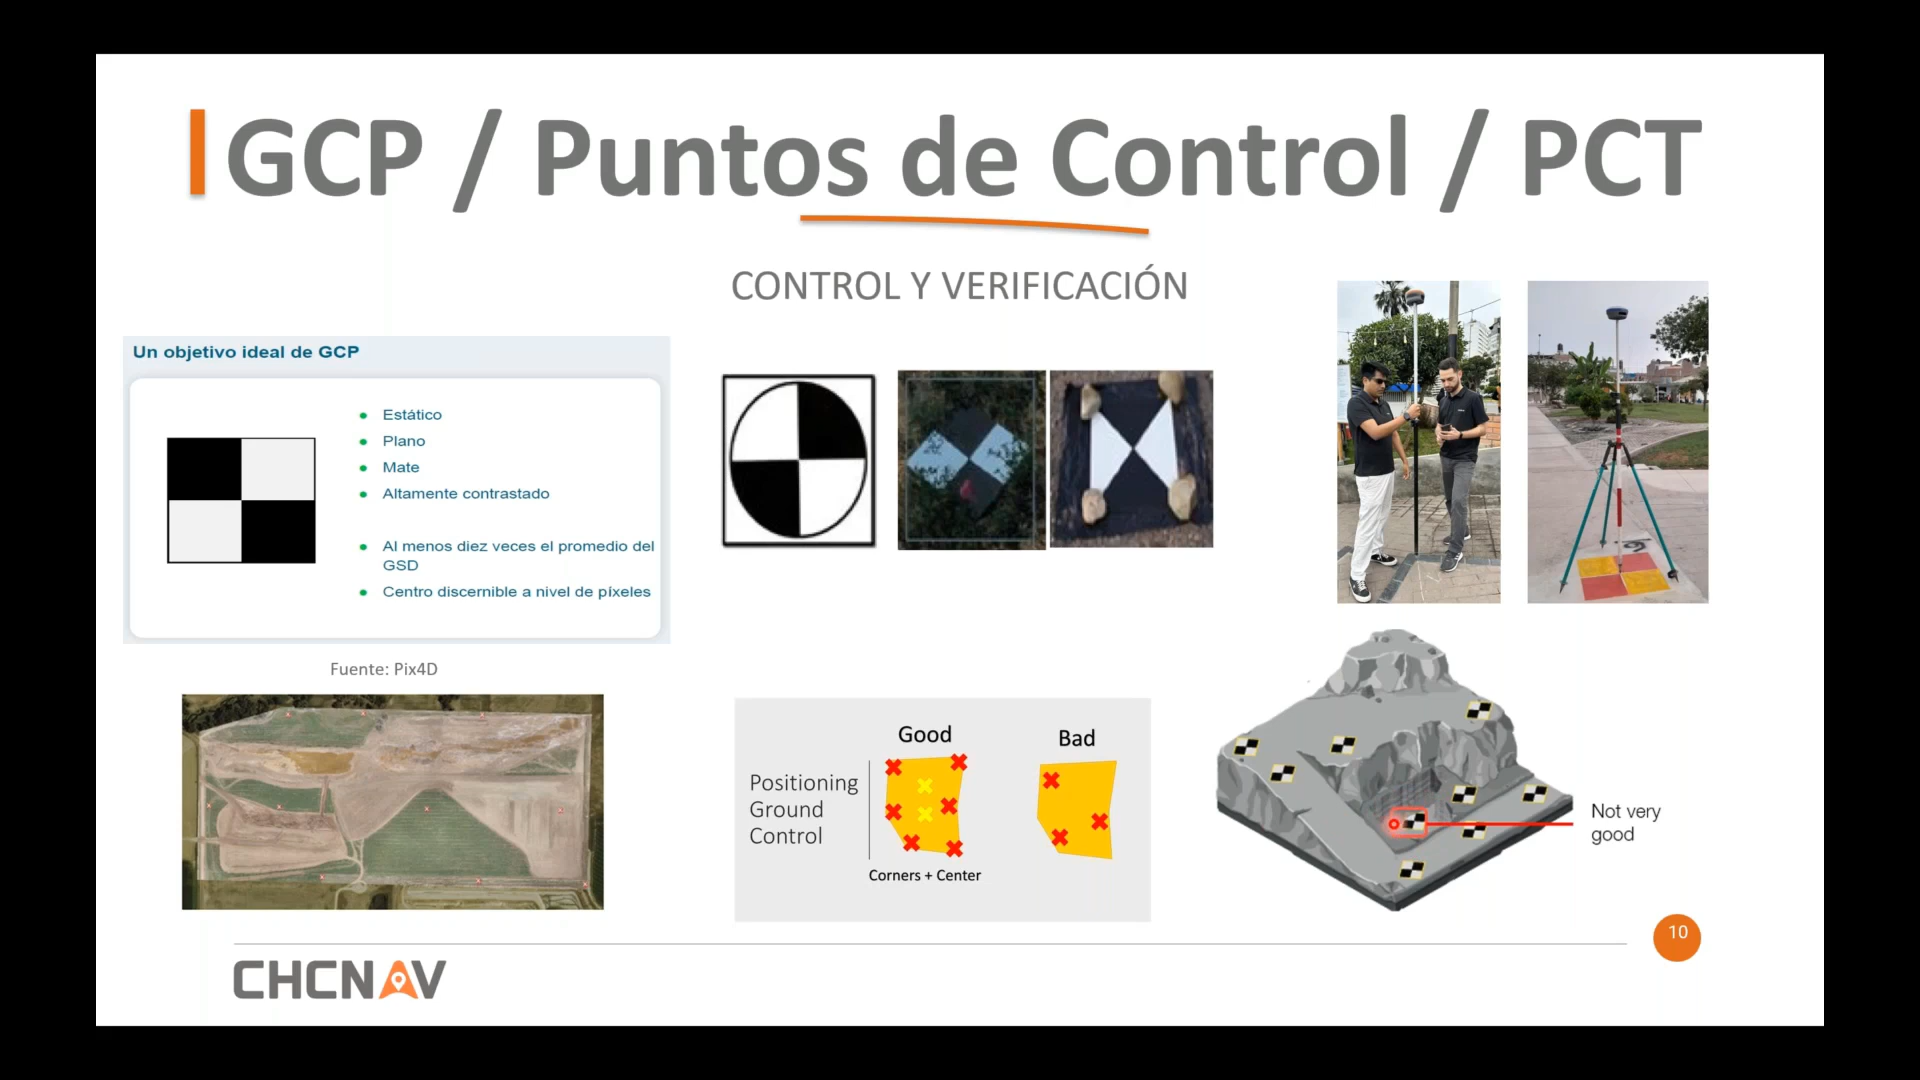 GCP / Puntos de Control / PCT
CONTROL Y VERIFICACIÓN
Un objetivo ideal de GCP
Estático
Plano
Mate
Altamente contrastado
Al menos diez veces el promedio del
GSD
Centro discernible a nivel de píxeles
Fuente: Pix4D
Good
Bad
Positioning
Ground
Control
Corners + Center
Not very
good
10
CHCNAV